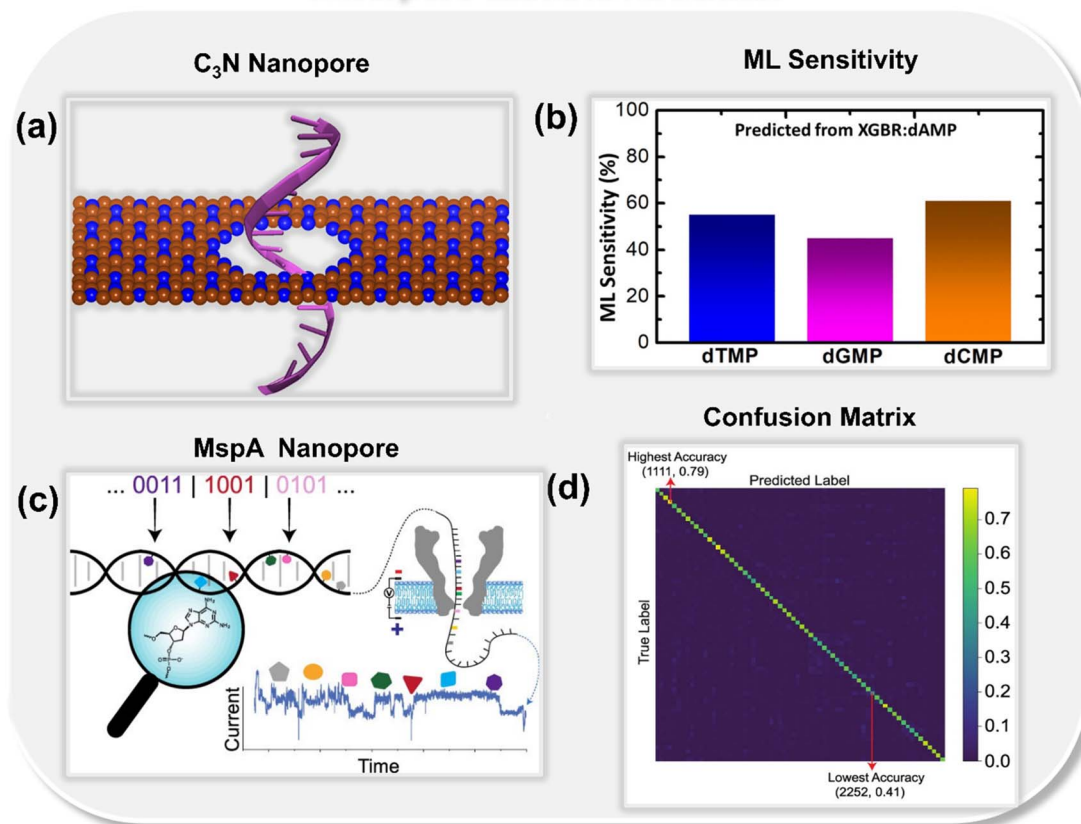 C₃N Nanopore
(a)
ML Sensitivity
(b)
Predicted from XGBR:dAMP
ML Sensitivity (%)
100
80
60
40
20
0
dTMP dGMP dCMP
MspA Nanopore
(c)
... 0011 | 1001 | 0101 ...
V
+
NH₂
N
N
N
N
NH₂
O
O
O
O=P-O⁻
O
Current
Time
Confusion Matrix
(d)
Highest Accuracy
(1111, 0.79)
Predicted Label
True Label
0.7
0.6
0.5
0.4
0.3
0.2
0.1
0.0
Lowest Accuracy
(2252, 0.41)